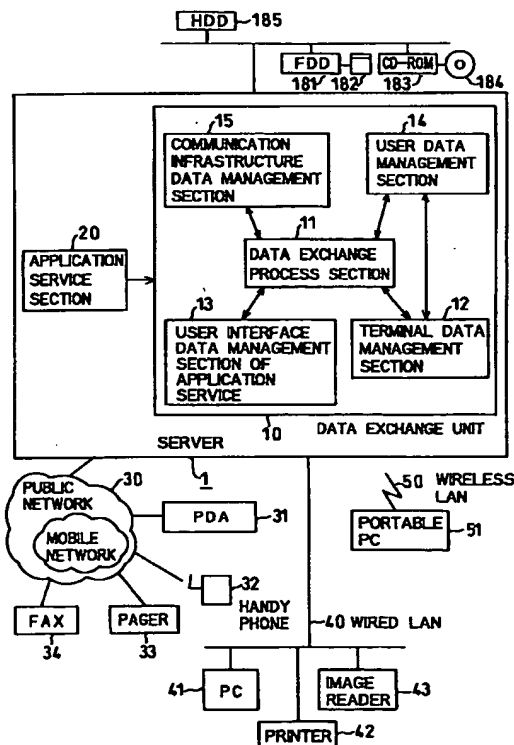 HDD
185
FDD
CD-ROM
181
182
183
184
15
14
COMMUNICATION
INFRASTRUCTURE
DATA MANAGEMENT
SECTION
USER DATA
MANAGEMENT
SECTION
20
11
APPLICATION
SERVICE
SECTION
DATA EXCHANGE
PROCESS SECTION
13
12
USER INTERFACE
DATA MANAGEMENT
SECTION OF
APPLICATION
SERVICE
TERMINAL DATA
MANAGEMENT
SECTION
10
DATA EXCHANGE UNIT
SERVER
1
30
PUBLIC
NETWORK
MOBILE
NETWORK
PDA
31
50
WIRELESS
LAN
PORTABLE
PC
51
32
HANDY
PHONE
FAX
34
PAGER
33
40 WIRED LAN
41
PC
IMAGE
READER
43
PRINTER
42